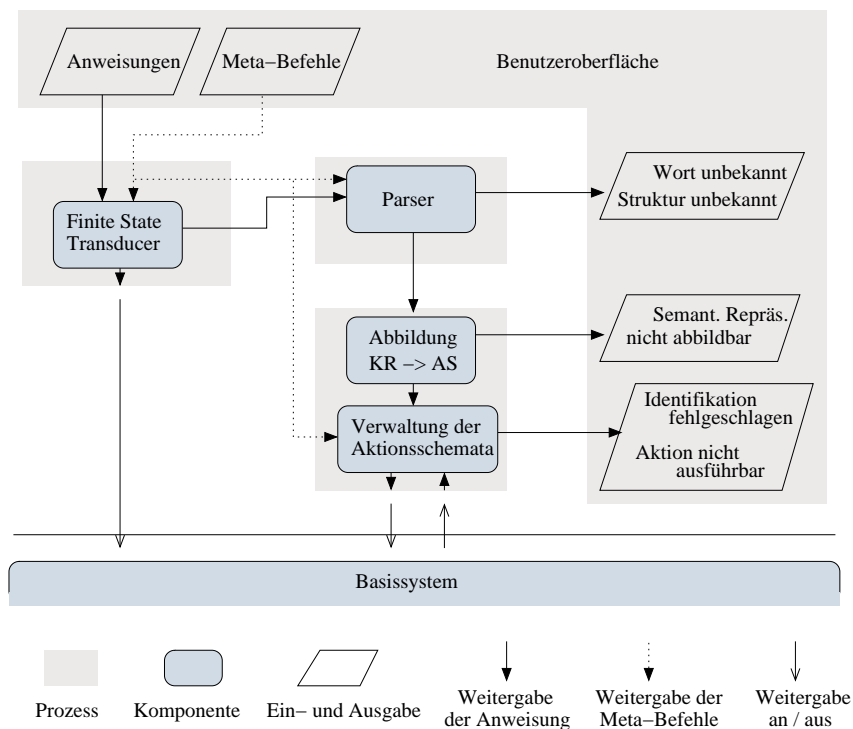 Anweisungen
Meta−Befehle
Benutzeroberfläche
Finite State
Transducer
Parser
Wort unbekannt
Struktur unbekannt
Abbildung
KR −> AS
Semant. Repräs.
nicht abbildbar
Verwaltung der
Aktionsschemata
Identifikation
fehlgeschlagen
Aktion nicht
ausführbar
Basissystem
Prozess
Komponente
Ein− und Ausgabe
Weitergabe
der Anweisung
Weitergabe der
Meta−Befehle
Weitergabe
an / aus